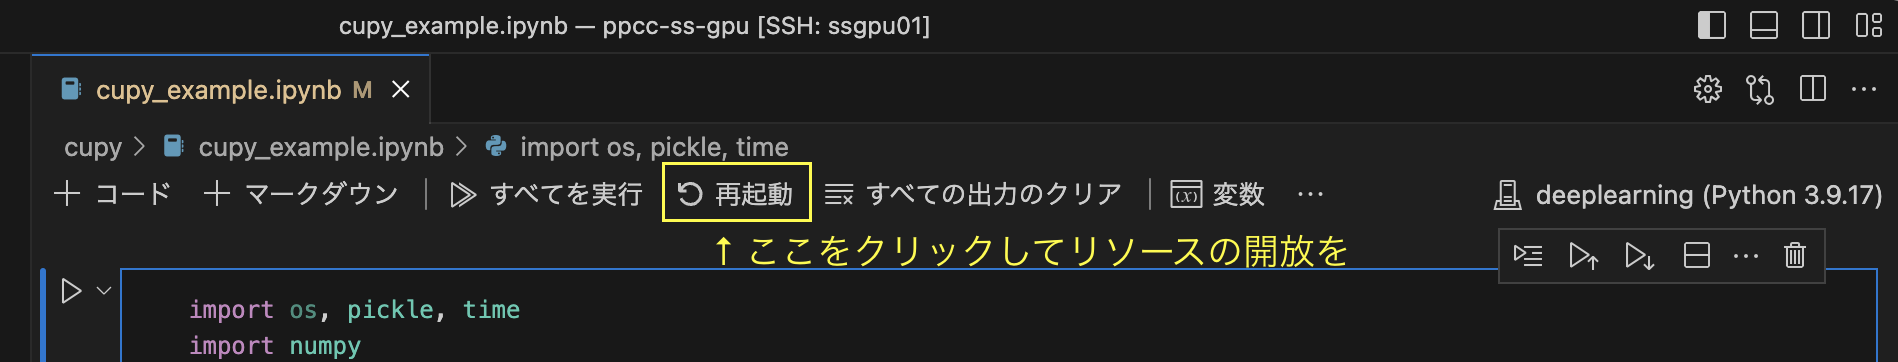 cupy_example.ipynb — ppcc-ss-gpu [SSH: ssgpu01]
cupy_example.ipynb M
cupy > cupy_example.ipynb > import os, pickle, time
コード マークダウン すべてを実行 再起動 すべての出力のクリア (x) 変数 ··· deeplearning (Python 3.9.17)
↑ここをクリックしてリソースの開放を
import os, pickle, time
import numpy